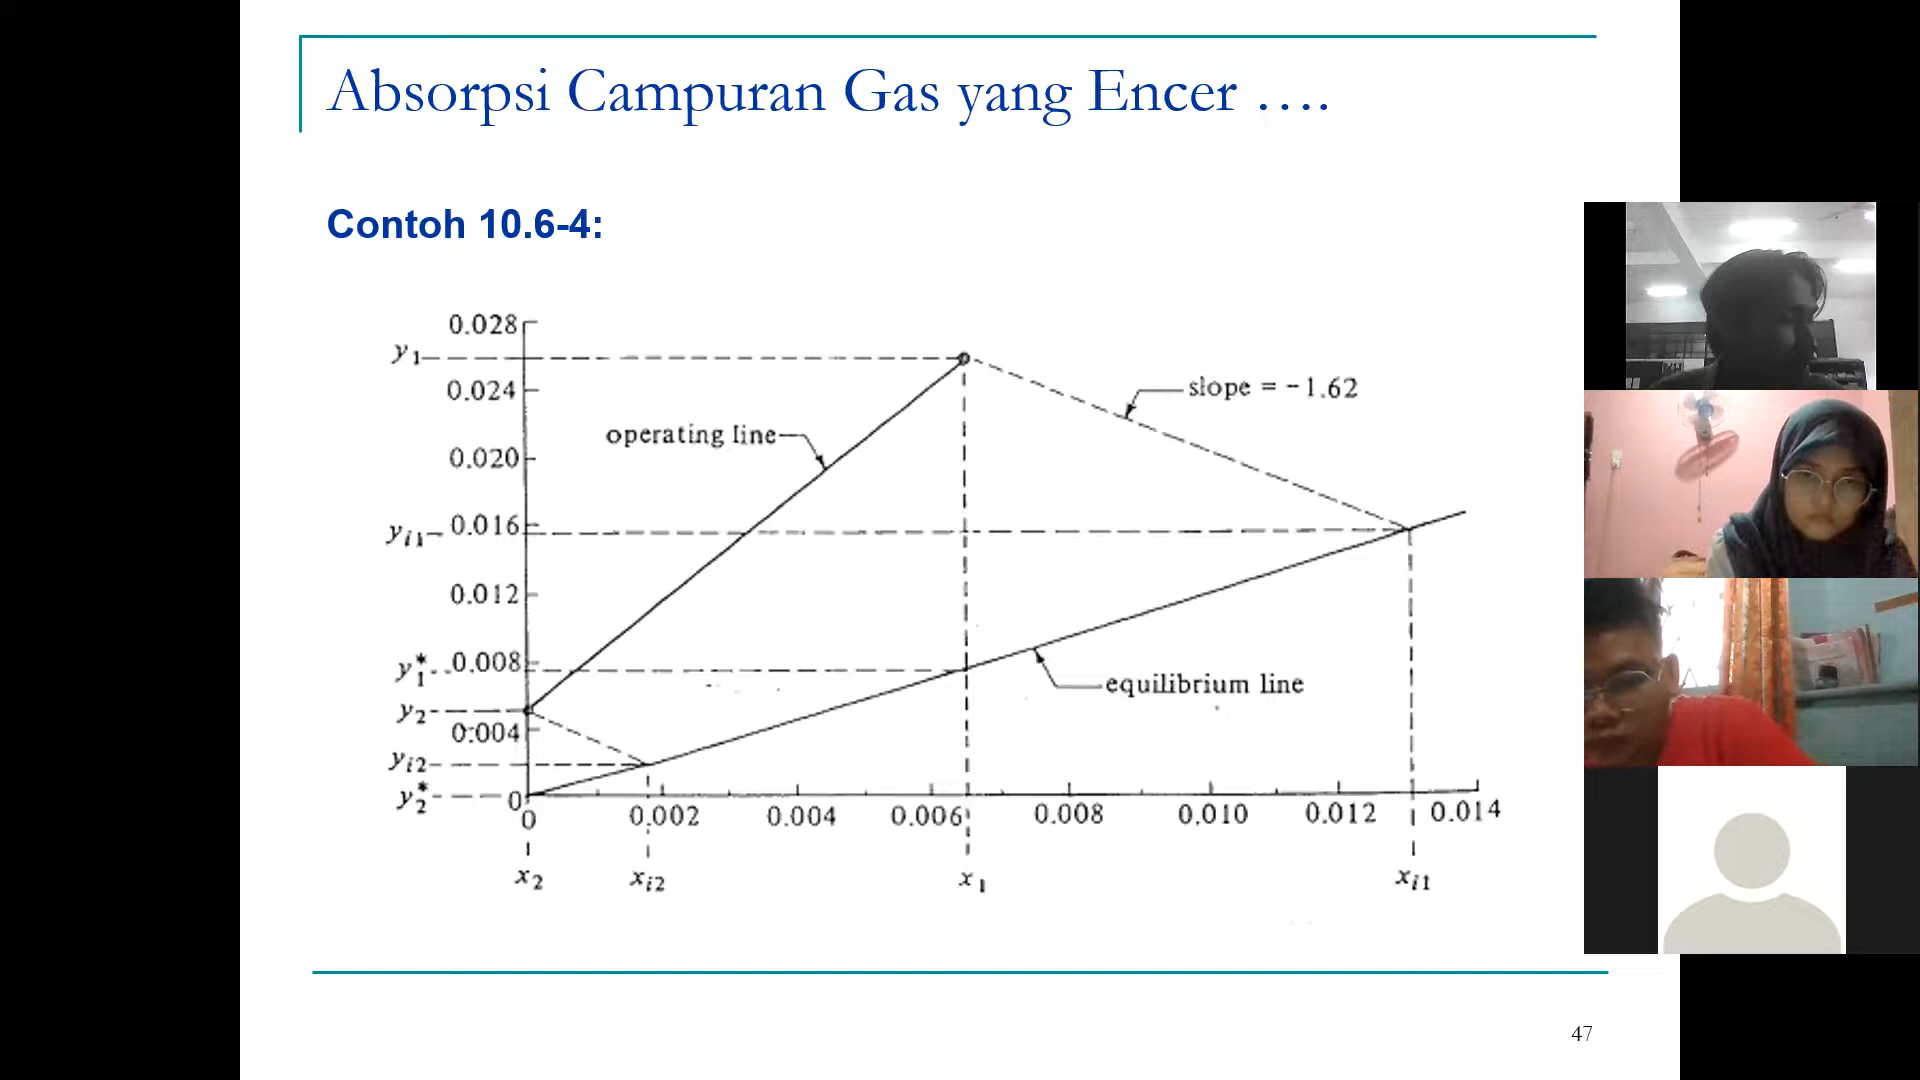 Absorpsi Campuran Gas yang Encer ....
Contoh 10.6-4:
0.028
y1
0.024
slope = -1.62
operating line
0.020
yi1
0.016
0.012
y1*
0.008
equilibrium line
y2
0.004
yi2
y2*
0
0 0.002 0.004 0.006 0.008 0.010 0.012 0.014
x2 xi2 x1 xi1
47